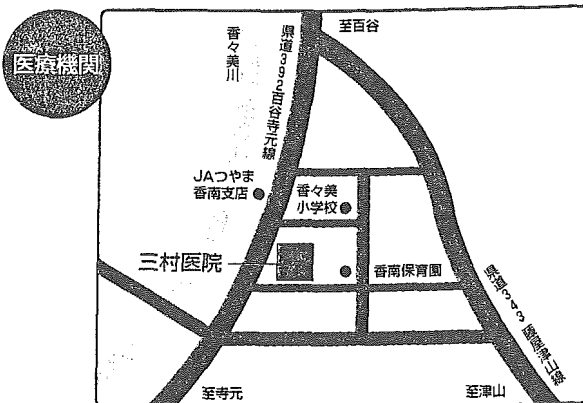 医療機関
至百谷
香々美川
県道392百谷寺元線
JAつやま
香南支店
香々美
小学校
三村医院
香南保育園
県道343
津山線
至寺元
至津山